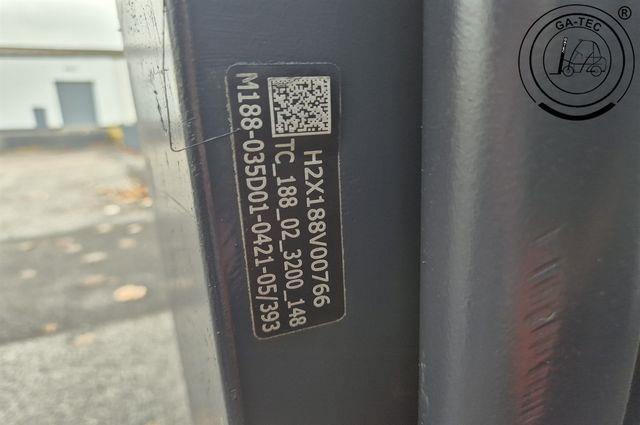 H2X188V00766
TC_188_02_3200_148
M188-035D01-0421-05/393
GA-TEC
®